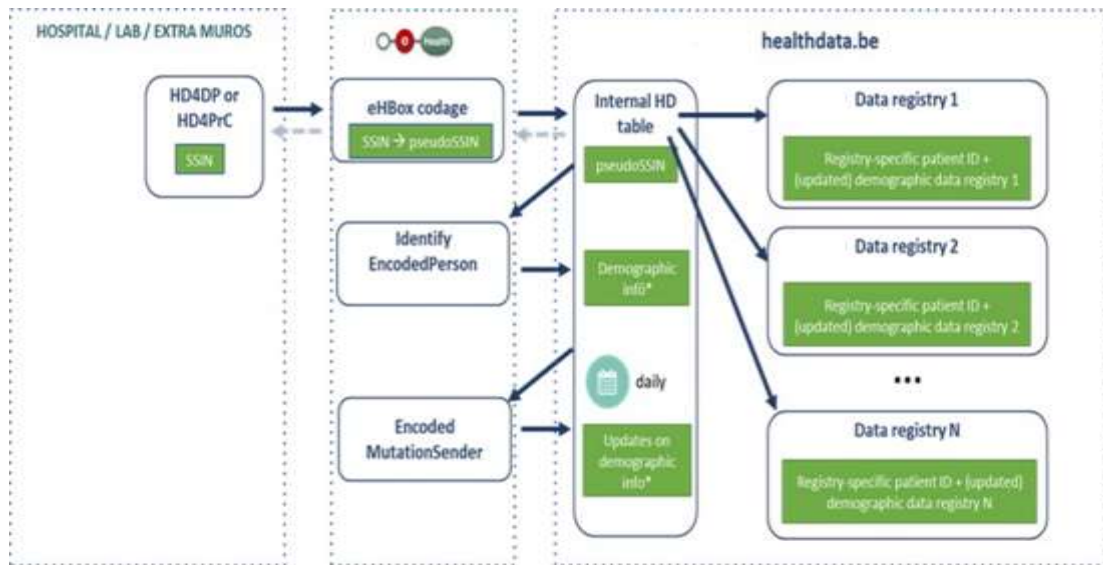 HOSPITAL / LAB / EXTRA MUROS
HD4DP or
HD4PrC
SSIN
Health
eHBox codage
SSIN → pseudoSSIN
Identify
EncodedPerson
Encoded
MutationSender
healthdata.be
Internal HD
table
pseudoSSIN
Demographic
info*
daily
Updates on
demographic
info*
Data registry 1
Registry-specific patient ID +
(updated) demographic data registry 1
Data registry 2
Registry-specific patient ID +
(updated) demographic data registry 2
...
Data registry N
Registry-specific patient ID + (updated)
demographic data registry N